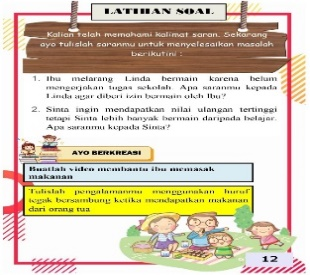 LATIHAN SOAL
Kalian telah memahami kalimat saran. Sekarang
ayo tulislah saranmu untuk menyelesaikan masalah
berikutini :
1. Ibu melarang Linda bermain karena belum
mengerjakan tugas sekolah. Apa saranmu kepada
Linda agar diberi izin bermain oleh Ibu?
2. Sinta ingin mendapatkan nilai ulangan tertinggi
tetapi Sinta lebih banyak bermain daripada belajar.
Apa saranmu kepada Sinta?
AYO BERKREASI
Buatlah video membantu ibu memasak
makanan
Tulislah pengalamanmu menggunakan huruf
tegak bersambung ketika mendapatkan makanan
dari orang tua
12